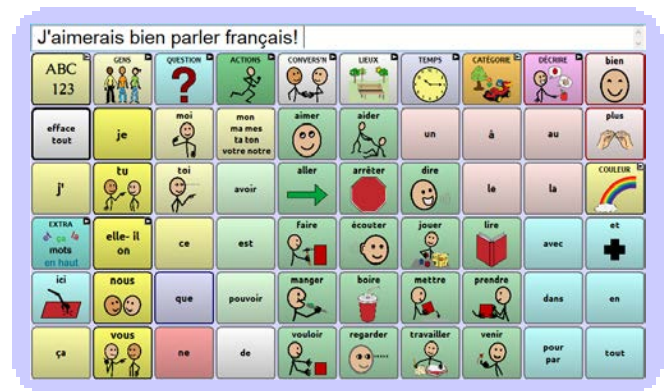 J'aimerais bien parler français!
ABC 123
GENS
QUESTION
ACTIONS
CONVERS'N
LIEUX
TEMPS
CATÉGORIE
DÉCRIRE
bien
efface tout
je
moi
mon ma mes ta ton votre notre
aimer
aider
un
à
au
plus
j'
tu
toi
avoir
aller
arrêter
dire
le
la
COULEUR
EXTRA
ça
mots
en haut
elle- il on
ce
est
faire
écouter
jouer
lire
avec
et
ici
nous
que
pouvoir
manger
boire
mettre
prendre
dans
en
ça
vous
ne
de
vouloir
regarder
travailler
venir
pour par
tout